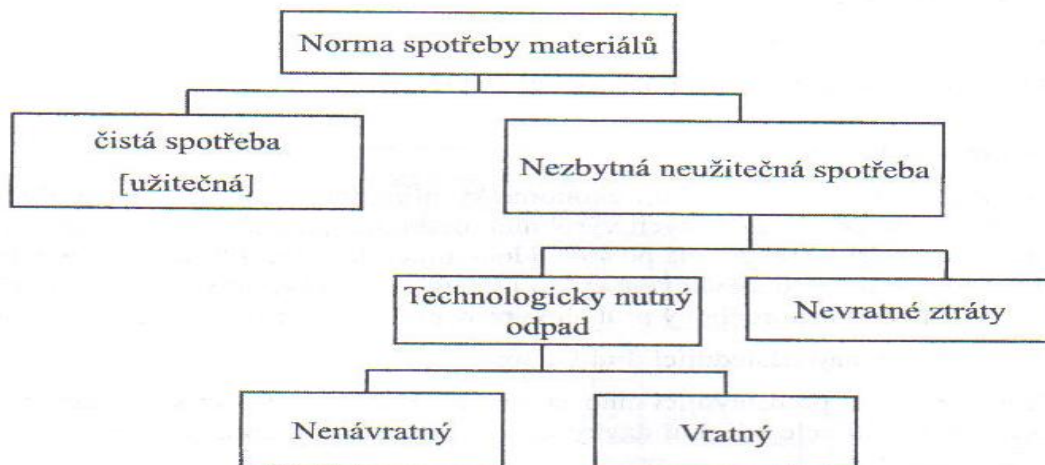 Norma spotřeby materiálů
čistá spotřeba
[užitečná]
Nezbytná neužitečná spotřeba
Technologicky nutný
odpad
Nevratné ztráty
Nenávratný
Vratný